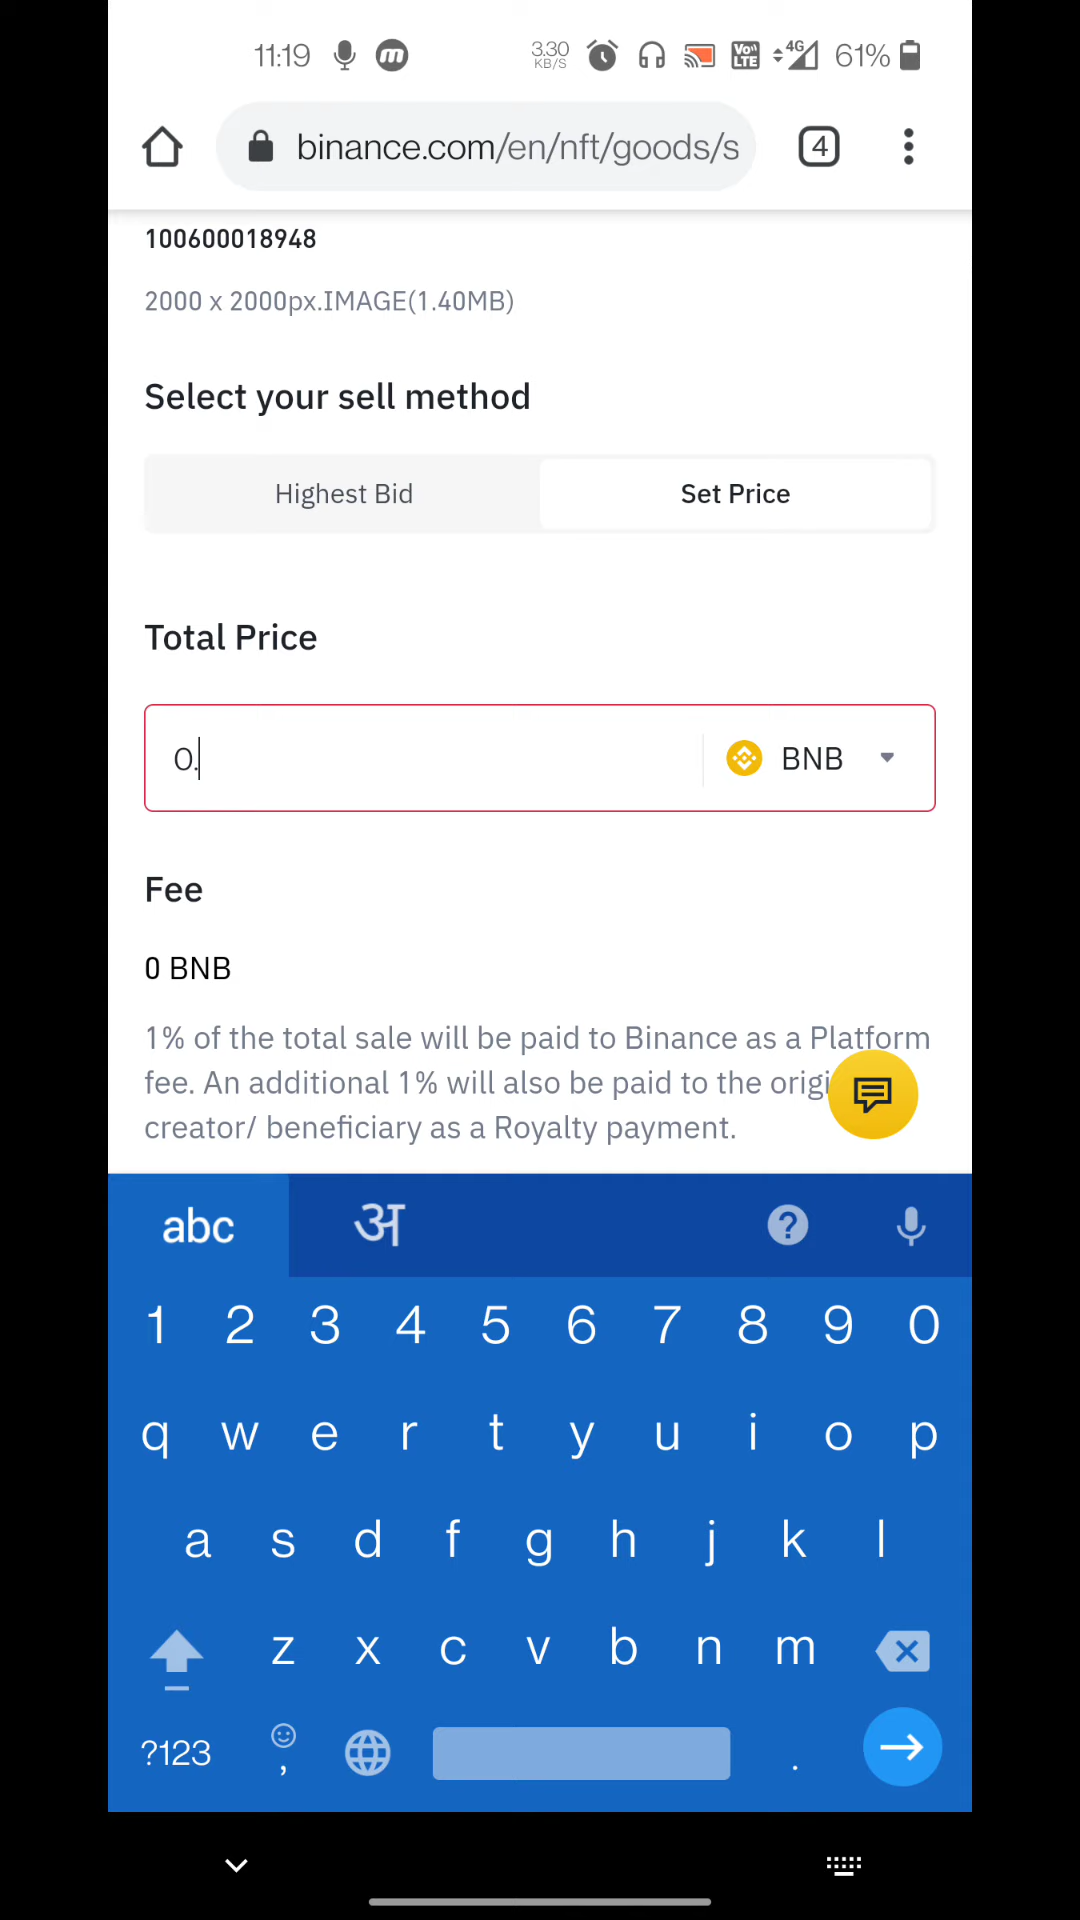 11:19 3.30 KB/S VoLTE 4G 61%
binance.com/en/nft/goods/s 4
100600018948
2000 x 2000px.IMAGE(1.40MB)
Select your sell method
Highest Bid Set Price
Total Price
0. BNB
Fee
0 BNB
1% of the total sale will be paid to Binance as a Platform
fee. An additional 1% will also be paid to the origi
creator/ beneficiary as a Royalty payment.
abc अ ?
1 2 3 4 5 6 7 8 9 0
q w e r t y u i o p
a s d f g h j k l
z x c v b n m
?123 , .